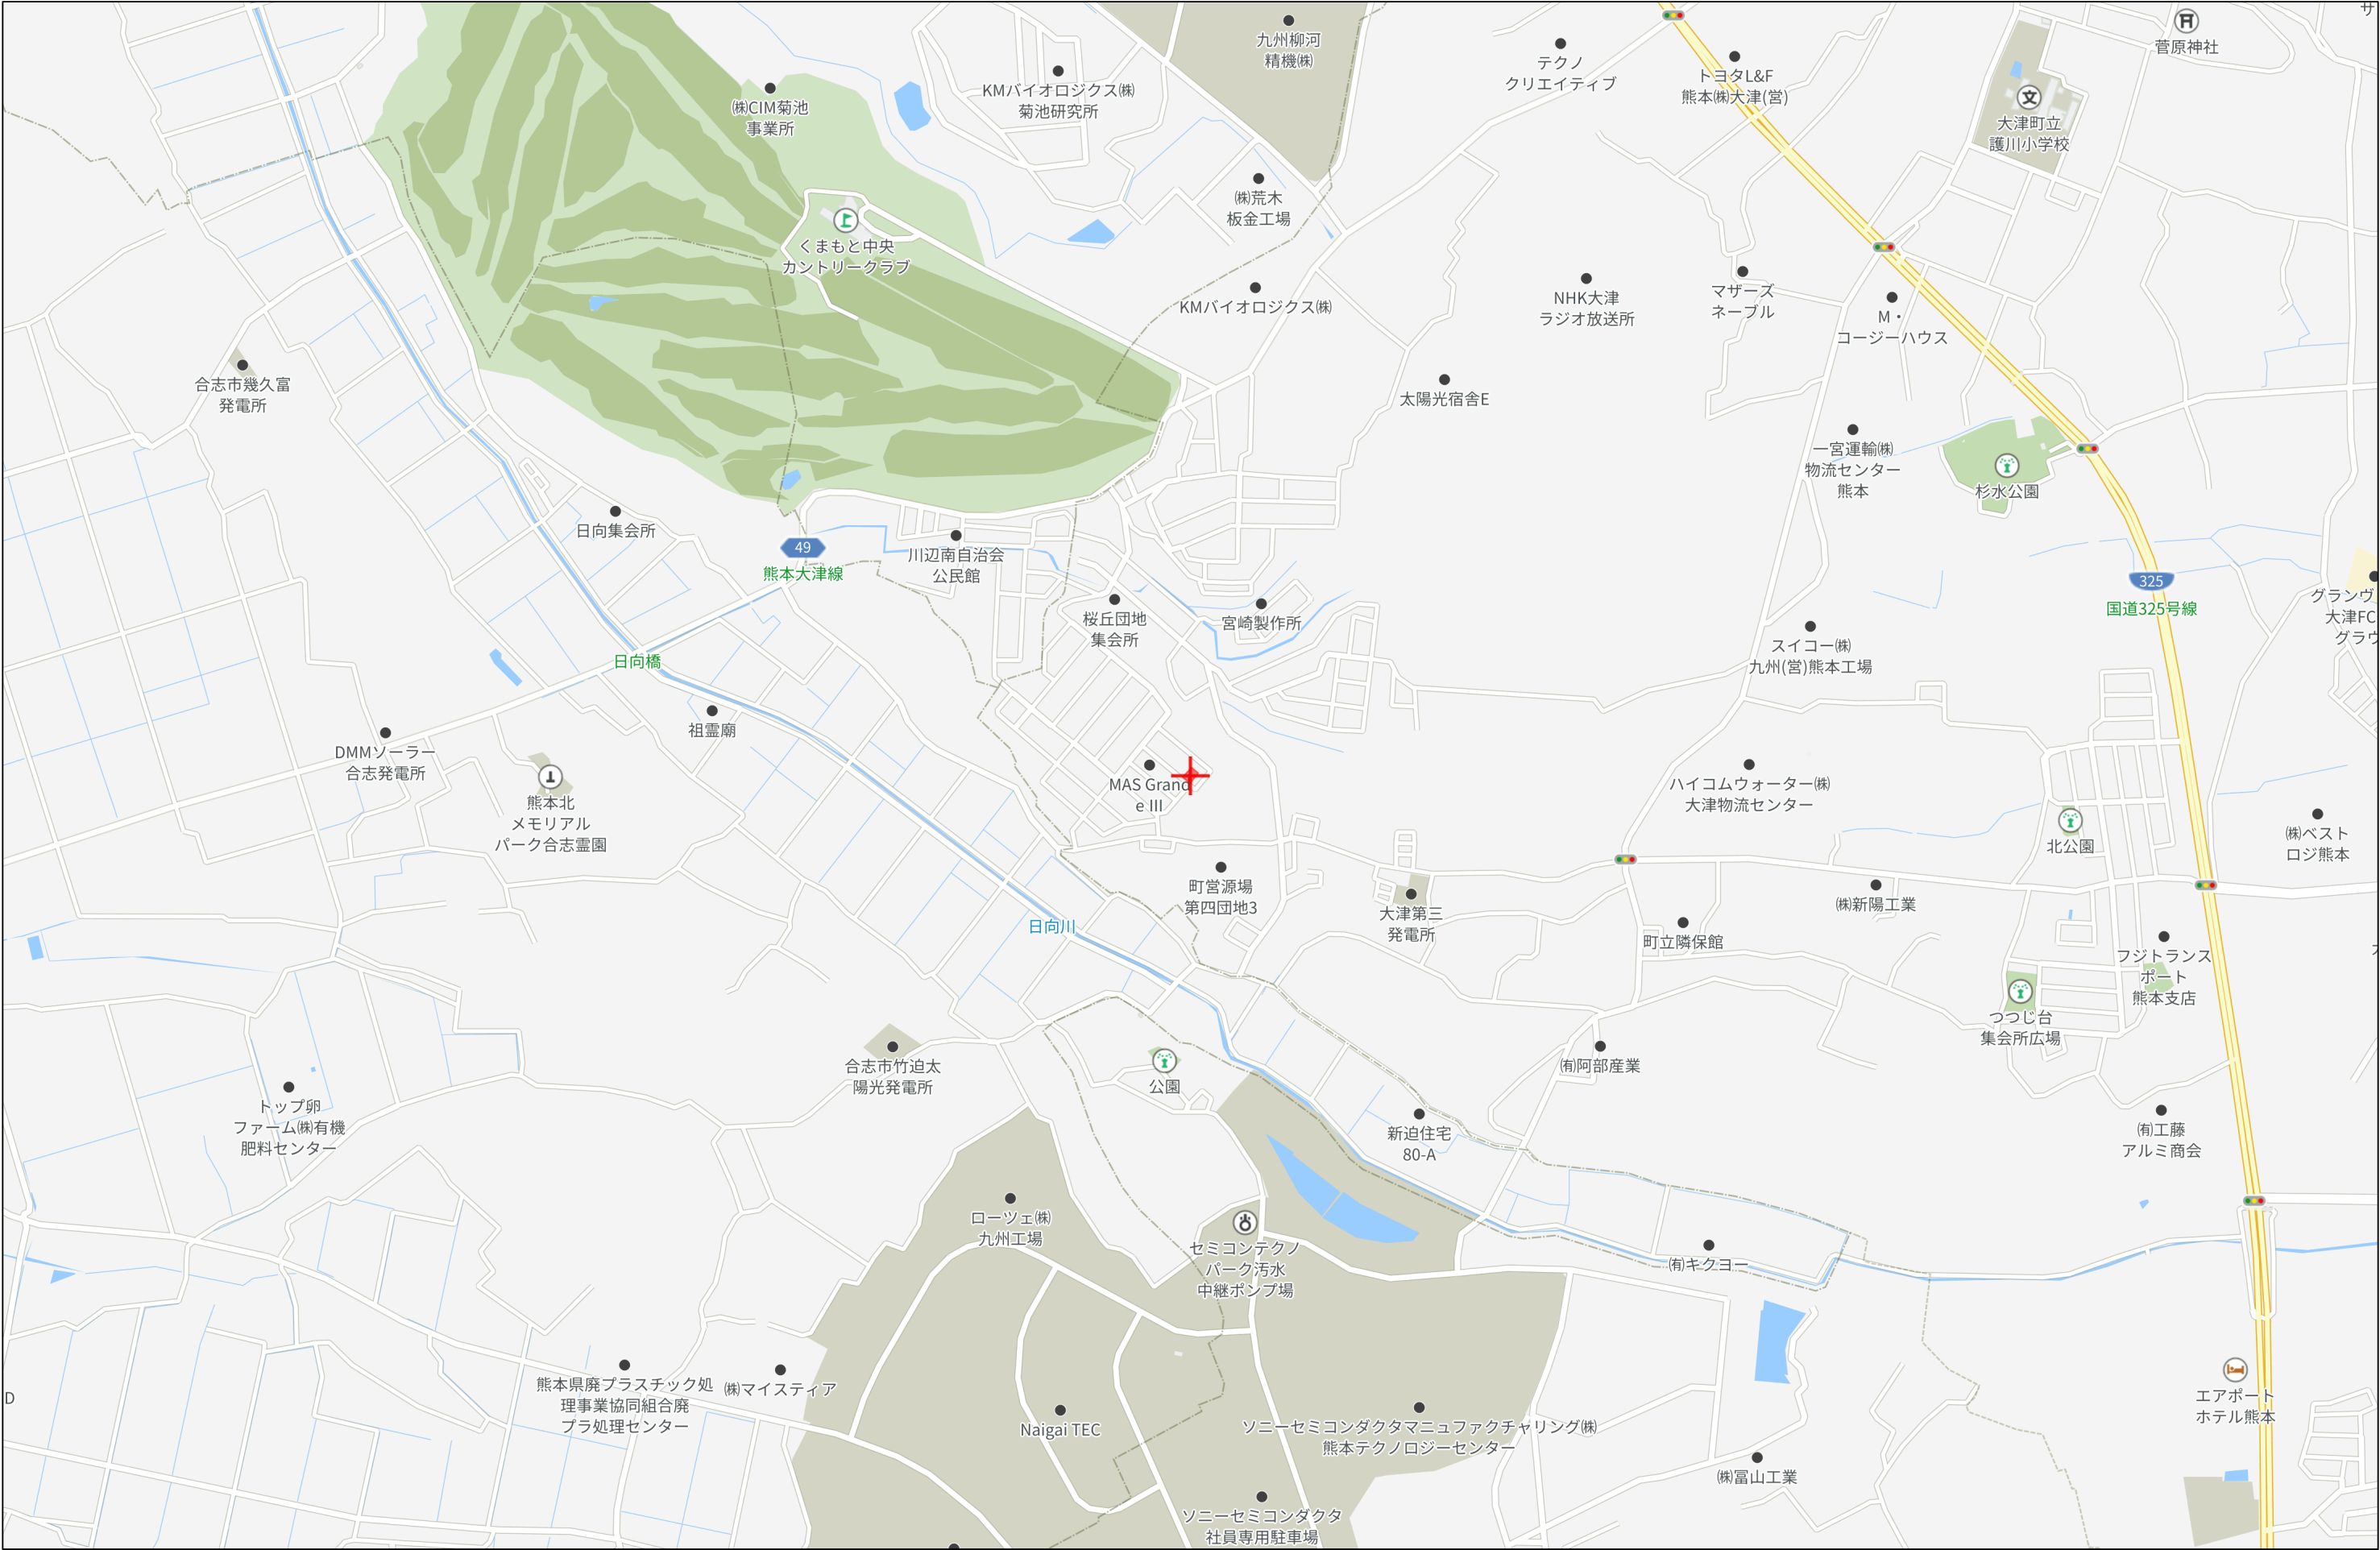 サ
九州柳河
精機㈱
テクノ
クリエイティブ
トヨタL&F
熊本㈱大津(営)
菅原神社
大津町立
護川小学校
㈱CIM菊池
事業所
KMバイオロジクス㈱
菊池研究所
㈱荒木
板金工場
くまもと中央
カントリークラブ
KMバイオロジクス㈱
NHK大津
ラジオ放送所
マザーズ
ネーブル
M・
コージーハウス
合志市幾久富
発電所
太陽光宿舎E
一宮運輸㈱
物流センター
熊本
杉水公園
日向集会所
49
熊本大津線
川辺南自治会
公民館
桜丘団地
集会所
宮崎製作所
325
国道325号線
グランヴ
大津FC
グラウ
スイコー㈱
九州(営)熊本工場
日向橋
祖霊廟
DMMソーラー
合志発電所
熊本北
メモリアル
パーク合志霊園
MAS Grand
e III
ハイコムウォーター㈱
大津物流センター
北公園
㈱ベスト
ロジ熊本
町営源場
第四団地3
大津第三
発電所
㈱新陽工業
日向川
町立隣保館
フジトランス
ポート
熊本支店
つつじ台
集会所広場
合志市竹迫太
陽光発電所
公園
㈲阿部産業
トップ卵
ファーム㈱有機
肥料センター
新迫住宅
80-A
㈲工藤
アルミ商会
ローツェ㈱
九州工場
セミコンテクノ
パーク汚水
中継ポンプ場
㈲キクヨー
D
熊本県廃プラスチック処
理事業協同組合廃
プラ処理センター
㈱マイスティア
Naigai TEC
ソニーセミコンダクタマニュファクチャリング㈱
熊本テクノロジーセンター
エアポート
ホテル熊本
㈱冨山工業
ソニーセミコンダクタ
社員専用駐車場